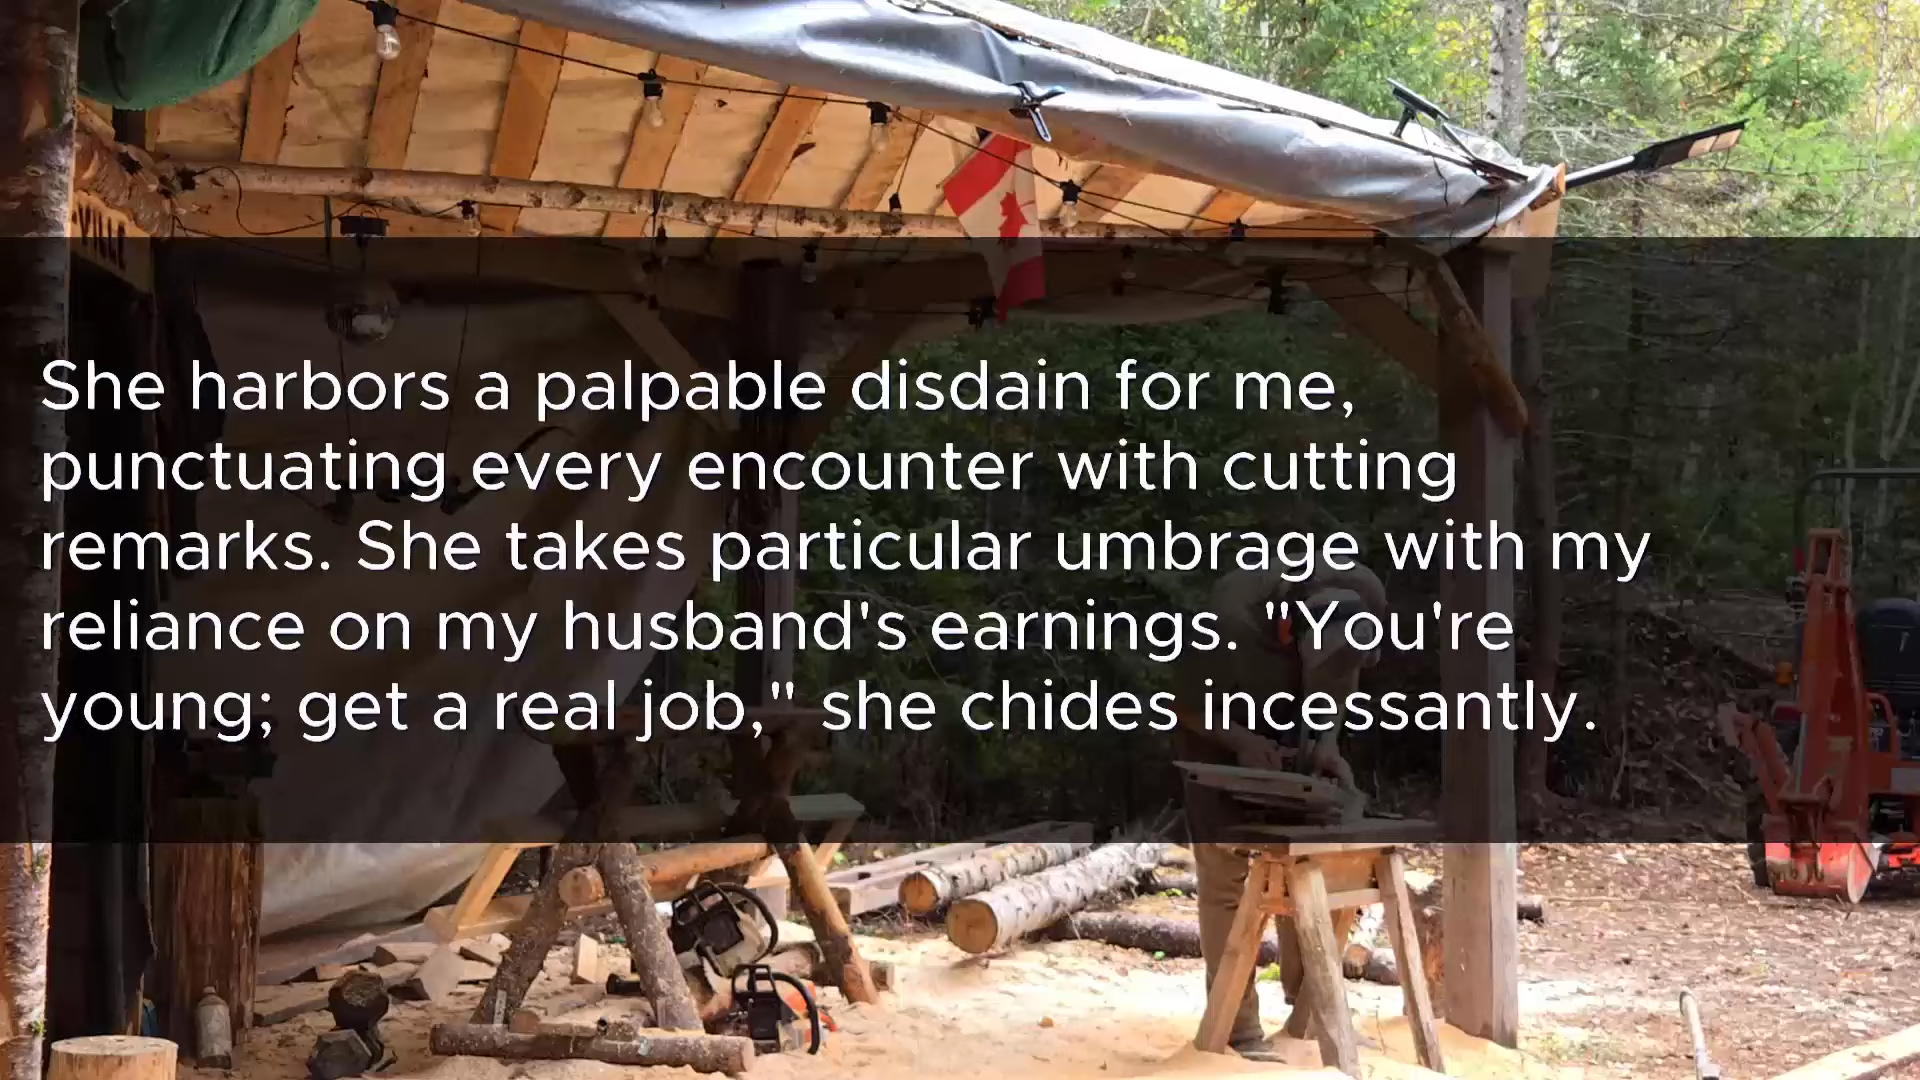 She harbors a palpable disdain for me,
punctuating every encounter with cutting
remarks. She takes particular umbrage with my
reliance on my husband's earnings. "You're
young; get a real job," she chides incessantly.